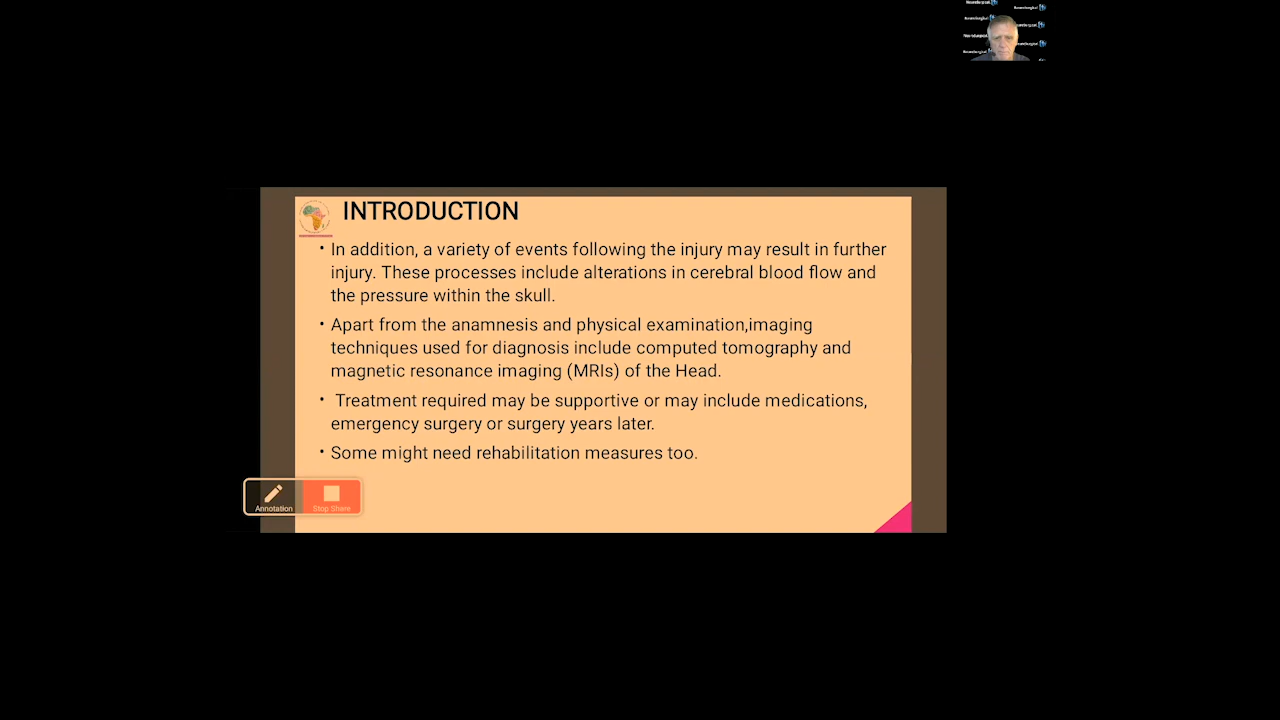 INTRODUCTION
• In addition, a variety of events following the injury may result in further
injury. These processes include alterations in cerebral blood flow and
the pressure within the skull.
• Apart from the anamnesis and physical examination,imaging
techniques used for diagnosis include computed tomography and
magnetic resonance imaging (MRIs) of the Head.
• Treatment required may be supportive or may include medications,
emergency surgery or surgery years later.
• Some might need rehabilitation measures too.
Annotation
Stop Share